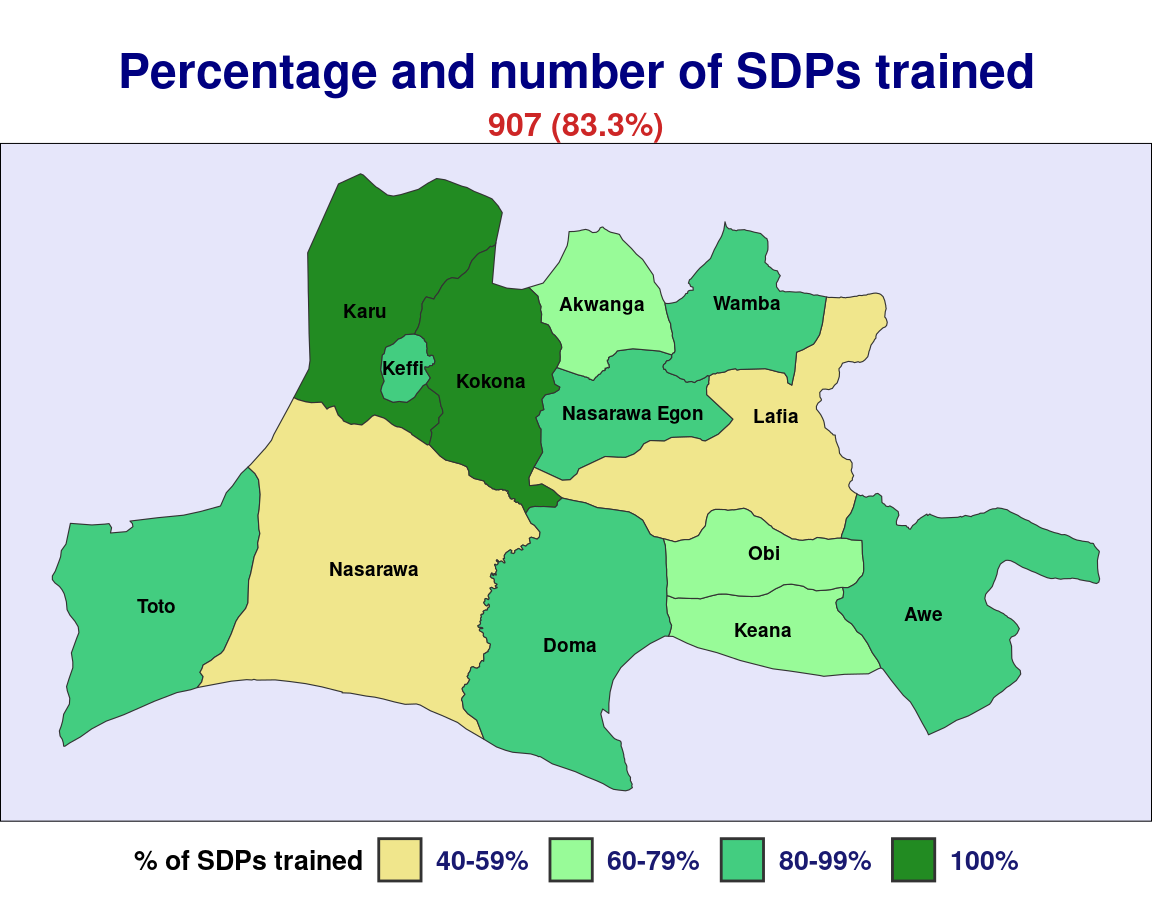 Percentage and number of SDPs trained
907 (83.3%)
Karu
Akwanga
Wamba
Keffi
Kokona
Nasarawa Egon
Lafia
Obi
Nasarawa
Toto
Awe
Keana
Doma
% of SDPs trained 40-59% 60-79% 80-99% 100%